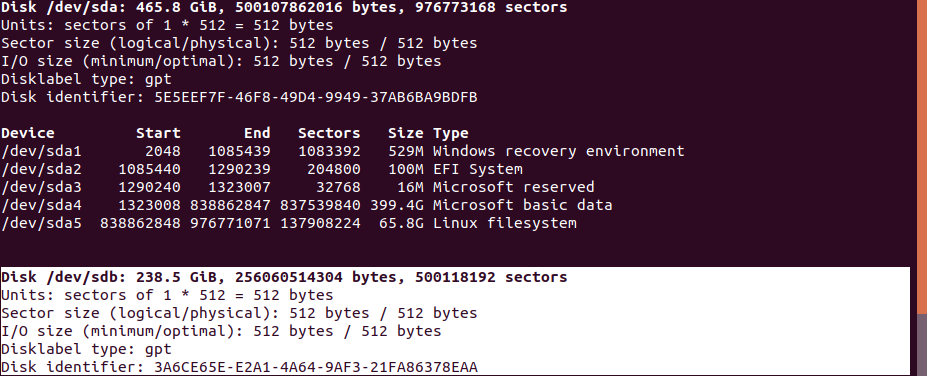 Disk /dev/sda: 465.8 GiB, 500107862016 bytes, 976773168 sectors
Units: sectors of 1 * 512 = 512 bytes
Sector size (logical/physical): 512 bytes / 512 bytes
I/O size (minimum/optimal): 512 bytes / 512 bytes
Disklabel type: gpt
Disk identifier: 5E5EEF7F-46F8-49D4-9949-37AB6BA9BDFB
Device         Start       End   Sectors   Size Type
/dev/sda1       2048   1085439   1083392   529M Windows recovery environment
/dev/sda2    1085440   1290239    204800   100M EFI System
/dev/sda3    1290240   1323007     32768    16M Microsoft reserved
/dev/sda4    1323008 838862847 837539840 399.4G Microsoft basic data
/dev/sda5  838862848 976771071 137908224  65.8G Linux filesystem
Disk /dev/sdb: 238.5 GiB, 256060514304 bytes, 500118192 sectors
Units: sectors of 1 * 512 = 512 bytes
Sector size (logical/physical): 512 bytes / 512 bytes
I/O size (minimum/optimal): 512 bytes / 512 bytes
Disklabel type: gpt
Disk identifier: 3A6CE65E-E2A1-4A64-9AF3-21FA86378EAA